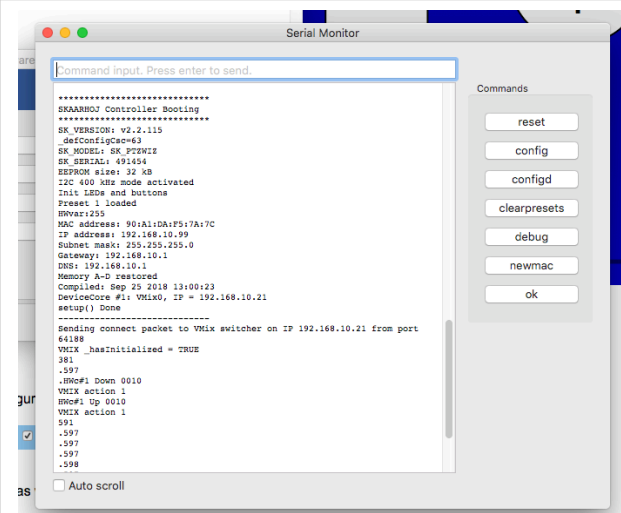 Serial Monitor
Command input. Press enter to send.
****************************
SKAARHOJ Controller Booting
****************************
SK_VERSION: v2.2.115
_defConfigCsc=63
SK_MODEL: SK_PTZWIZ
SK_SERIAL: 491454
EEPROM size: 32 kB
I2C 400 kHz mode activated
Init LEDs and buttons
Preset 1 loaded
HWvar:255
MAC address: 90:A1:DA:F5:7A:7C
IP address: 192.168.10.99
Subnet mask: 255.255.255.0
Gateway: 192.168.10.1
DNS: 192.168.10.1
Memory A-D restored
Compiled: Sep 25 2018 13:00:23
DeviceCore #1: VMix0, IP = 192.168.10.21
setup() Done
----------------------------
Sending connect packet to VMix switcher on IP 192.168.10.21 from port
64188
VMIX _hasInitialized = TRUE
381
.597
.HWc#1 Down 0010
VMIX action 1
HWc#1 Up 0010
VMIX action 1
591
.597
.597
.597
.598
Auto scroll
Commands
reset
config
configd
clearpresets
debug
newmac
ok
are
gur
as